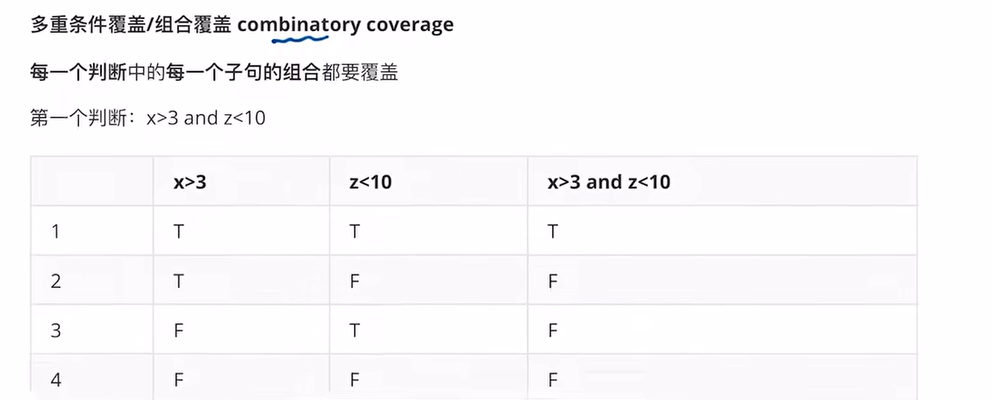 多重条件覆盖/组合覆盖 combinatory coverage
每一个判断中的每一个子句的组合都要覆盖
第一个判断：x>3 and z<10
x>3 z<10 x>3 and z<10
1 T T T
2 T F F
3 F T F
4 F F F